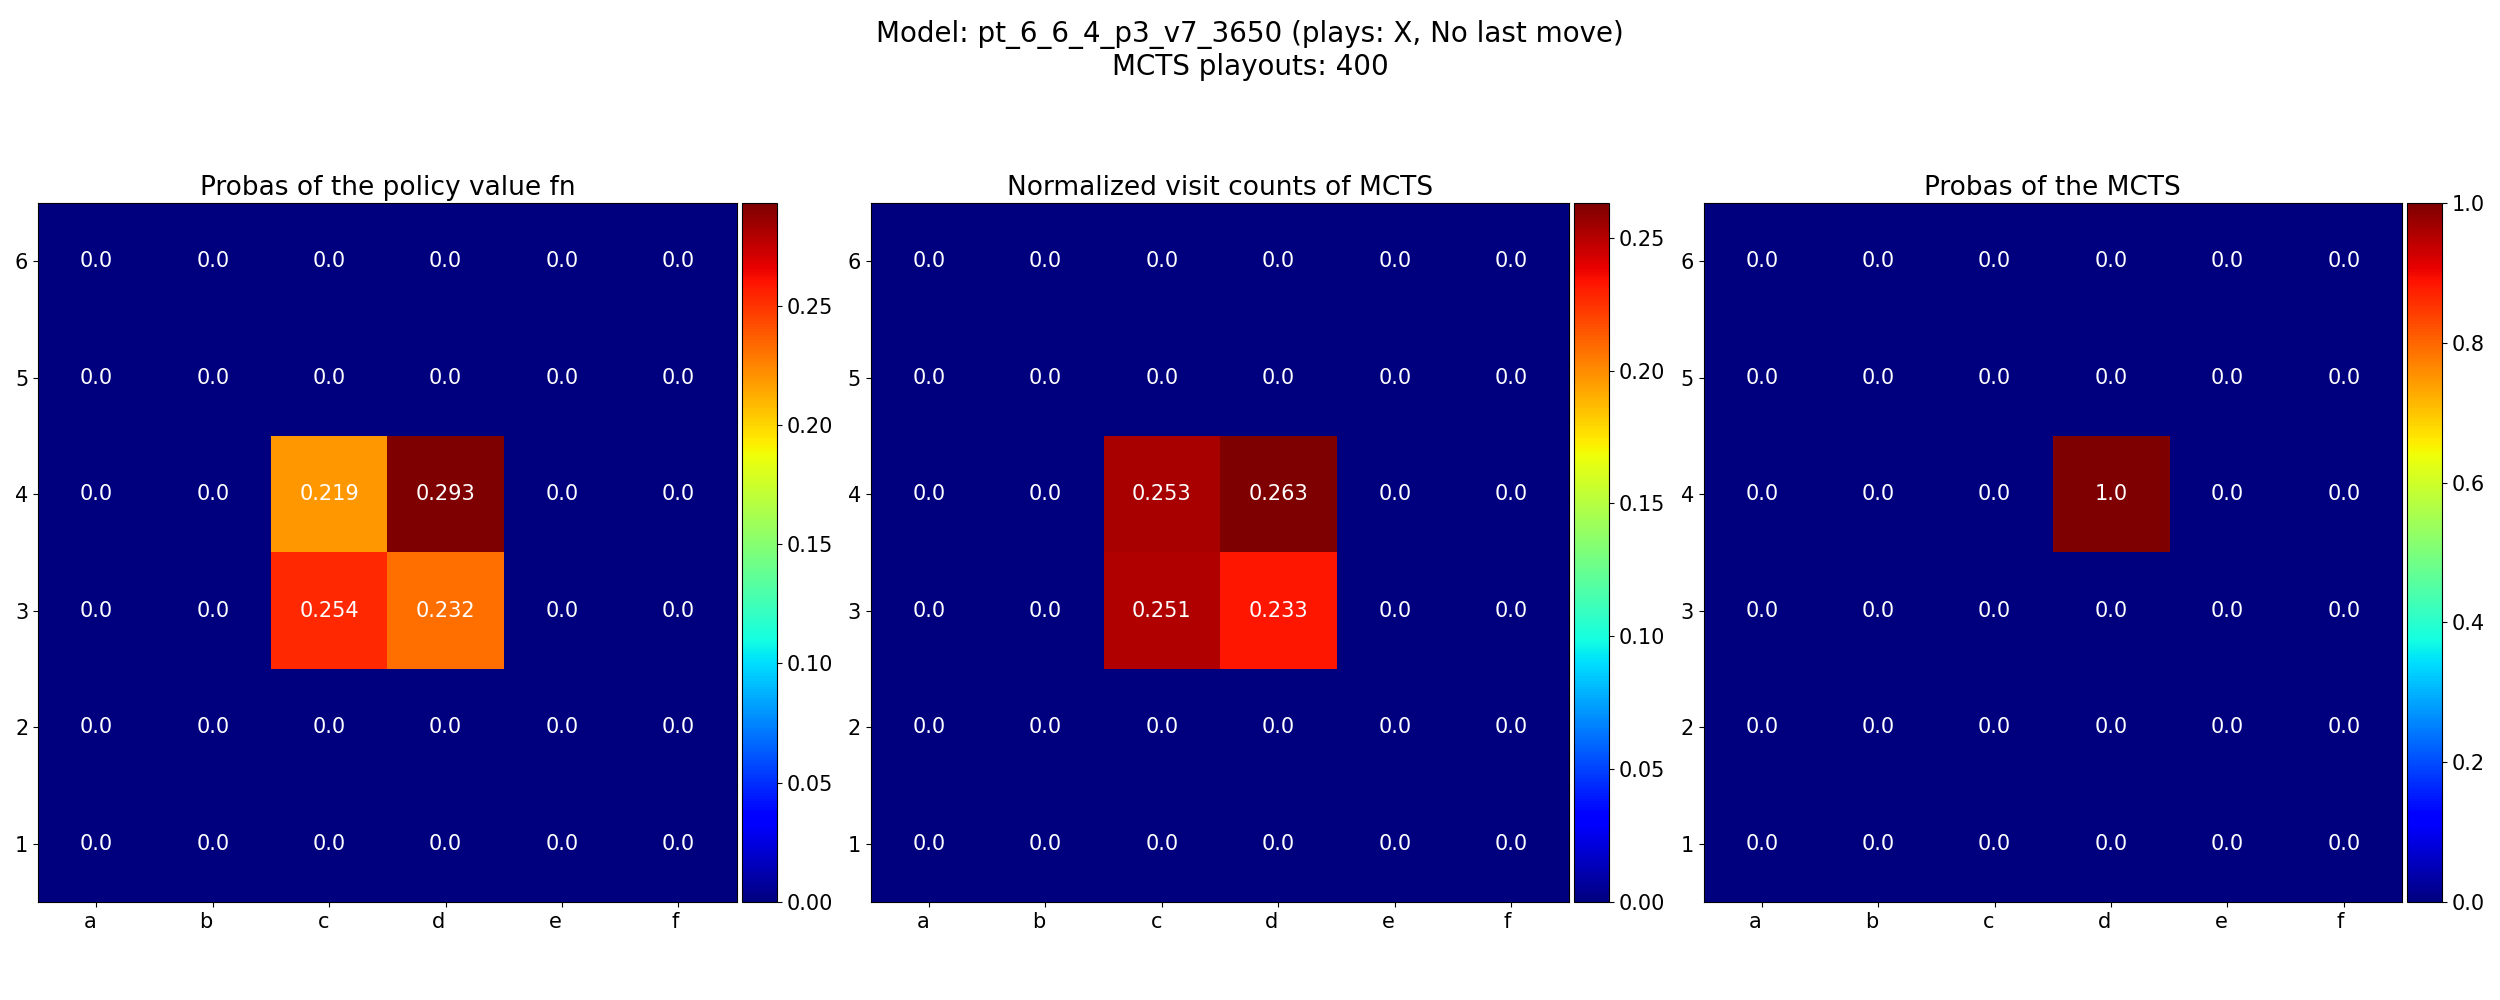 Model: pt_6_6_4_p3_v7_3650 (plays: X, No last move)
MCTS playouts: 400
Probas of the policy value fn
6 0.0 0.0 0.0 0.0 0.0 0.0
5 0.0 0.0 0.0 0.0 0.0 0.0
4 0.0 0.0 0.219 0.293 0.0 0.0
3 0.0 0.0 0.254 0.232 0.0 0.0
2 0.0 0.0 0.0 0.0 0.0 0.0
1 0.0 0.0 0.0 0.0 0.0 0.0
a b c d e f
0.25
0.20
0.15
0.10
0.05
0.00
Normalized visit counts of MCTS
6 0.0 0.0 0.0 0.0 0.0 0.0
5 0.0 0.0 0.0 0.0 0.0 0.0
4 0.0 0.0 0.253 0.263 0.0 0.0
3 0.0 0.0 0.251 0.233 0.0 0.0
2 0.0 0.0 0.0 0.0 0.0 0.0
1 0.0 0.0 0.0 0.0 0.0 0.0
a b c d e f
0.25
0.20
0.15
0.10
0.05
0.00
Probas of the MCTS
6 0.0 0.0 0.0 0.0 0.0 0.0
5 0.0 0.0 0.0 0.0 0.0 0.0
4 0.0 0.0 0.0 1.0 0.0 0.0
3 0.0 0.0 0.0 0.0 0.0 0.0
2 0.0 0.0 0.0 0.0 0.0 0.0
1 0.0 0.0 0.0 0.0 0.0 0.0
a b c d e f
1.0
0.8
0.6
0.4
0.2
0.0